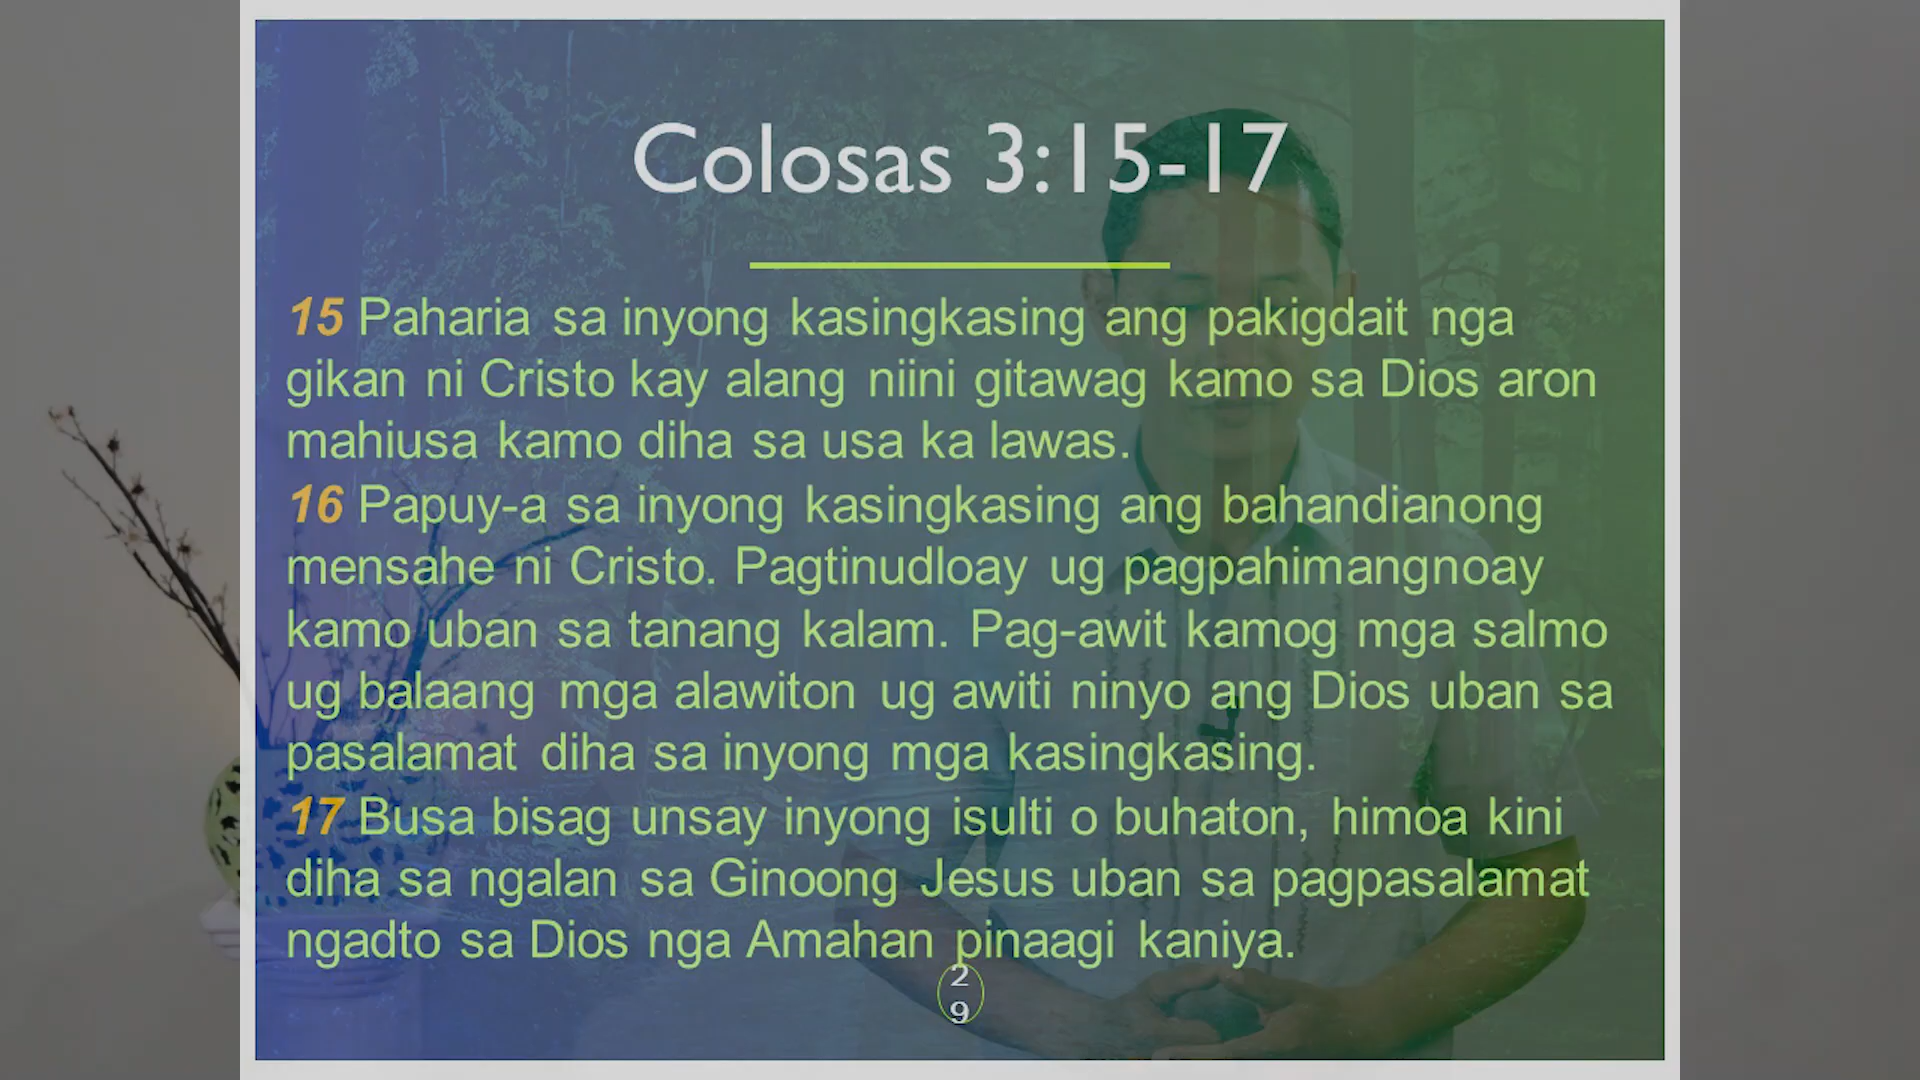 Colosas 3:15-17
15 Paharia sa inyong kasingkasing ang pakigdait nga
gikan ni Cristo kay alang niini gitawag kamo sa Dios aron
mahiusa kamo diha sa usa ka lawas.
16 Papuy-a sa inyong kasingkasing ang bahandianong
mensahe ni Cristo. Pagtinudloay ug pagpahimangnoay
kamo uban sa tanang kalam. Pag-awit kamog mga salmo
ug balaang mga alawiton ug awiti ninyo ang Dios uban sa
pasalamat diha sa inyong mga kasingkasing.
17 Busa bisag unsay inyong isulti o buhaton, himoa kini
diha sa ngalan sa Ginoong Jesus uban sa pagpasalamat
ngadto sa Dios nga Amahan pinaagi kaniya.
2
9